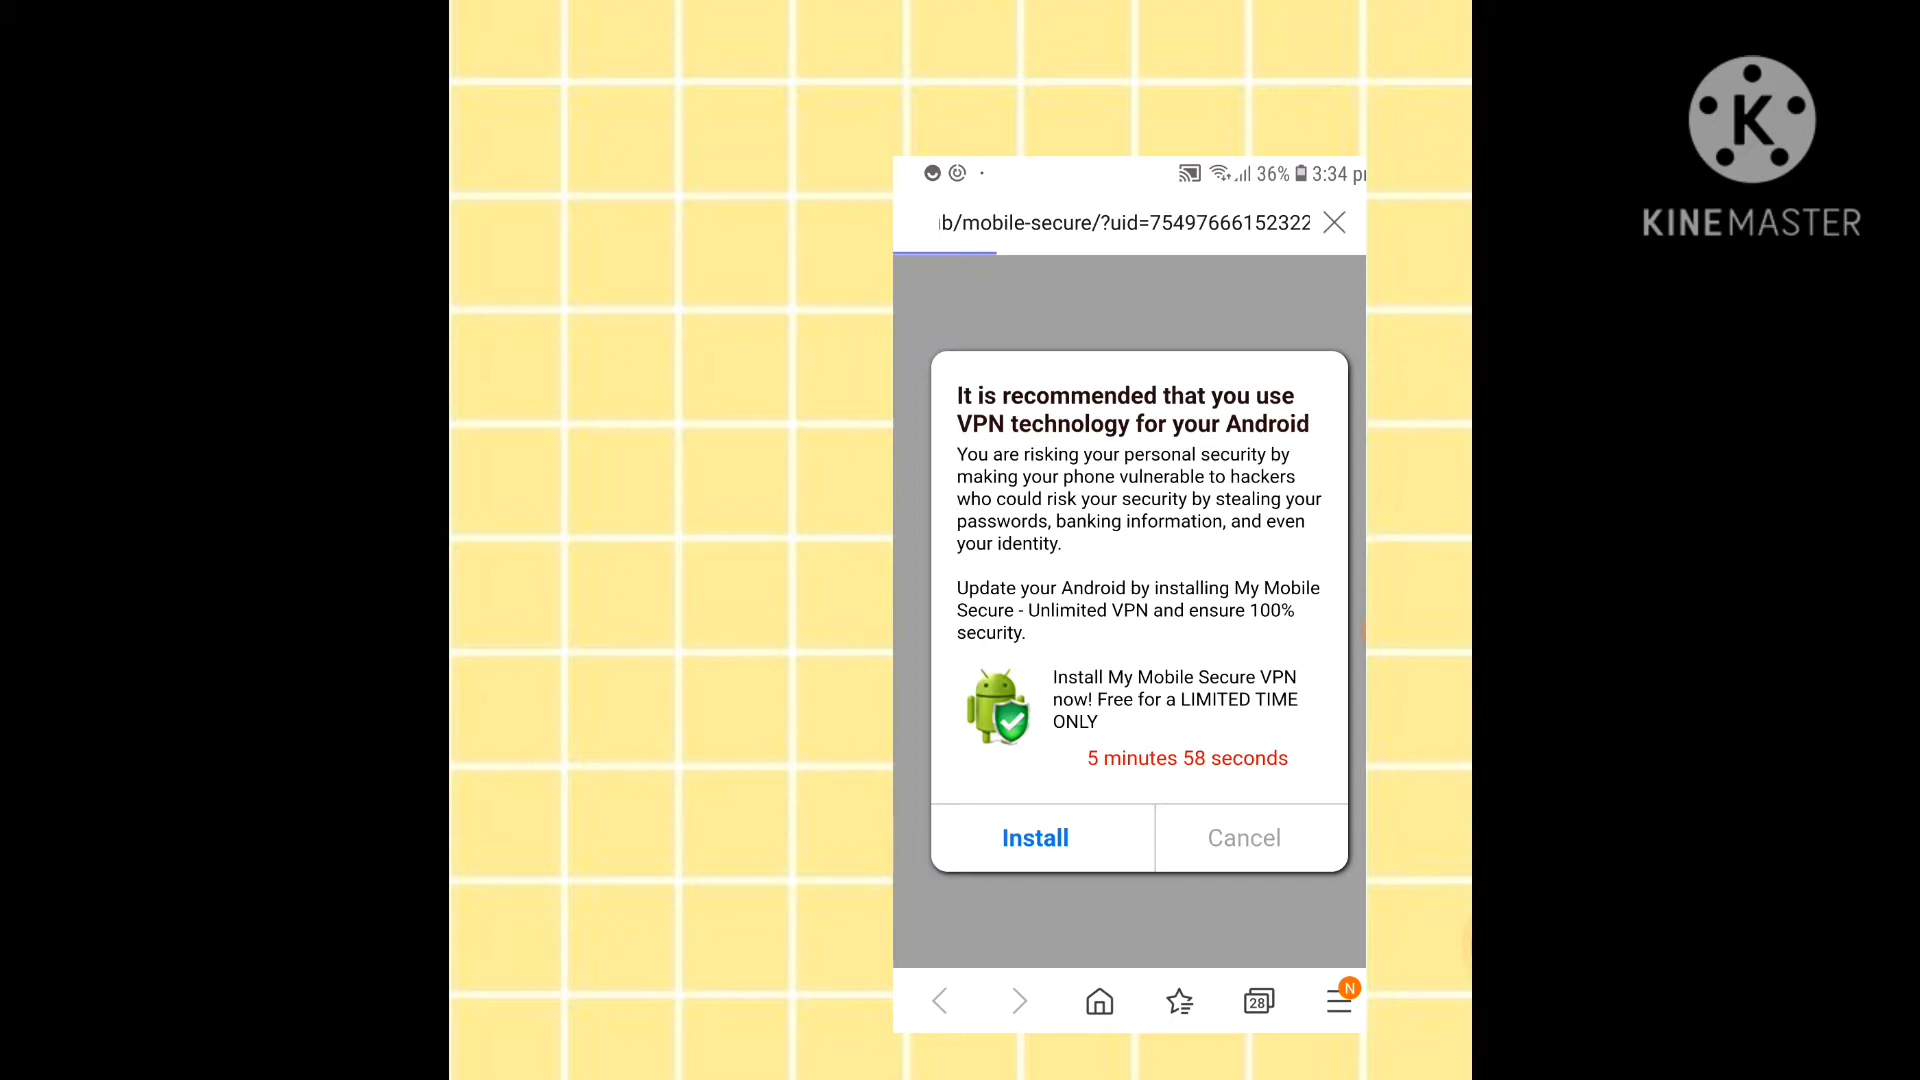 K
KINEMASTER
36% 3:34
b/mobile-secure/?uid=75497666152322
It is recommended that you use
VPN technology for your Android
You are risking your personal security by
making your phone vulnerable to hackers
who could risk your security by stealing your
passwords, banking information, and even
your identity.
Update your Android by installing My Mobile
Secure - Unlimited VPN and ensure 100%
security.
Install My Mobile Secure VPN
now! Free for a LIMITED TIME
ONLY
5 minutes 58 seconds
Install Cancel
28 N